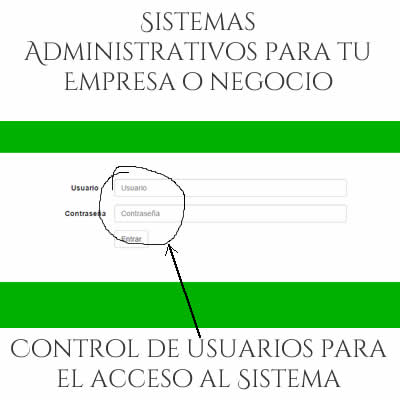 Sistemas
Administrativos para tu
Empresa o negocio
Usuario Usuario
Contraseña Contraseña
Entrar
Control de usuarios para
el acceso al Sistema